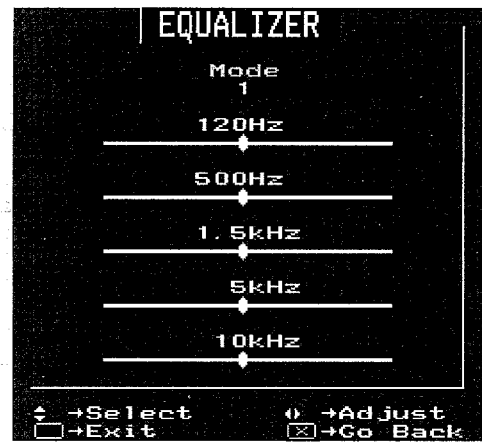 EQUALIZER
Mode
1
120Hz
500Hz
1.5kHz
5kHz
10kHz
→Select →Adjust
→Exit X→Go Back